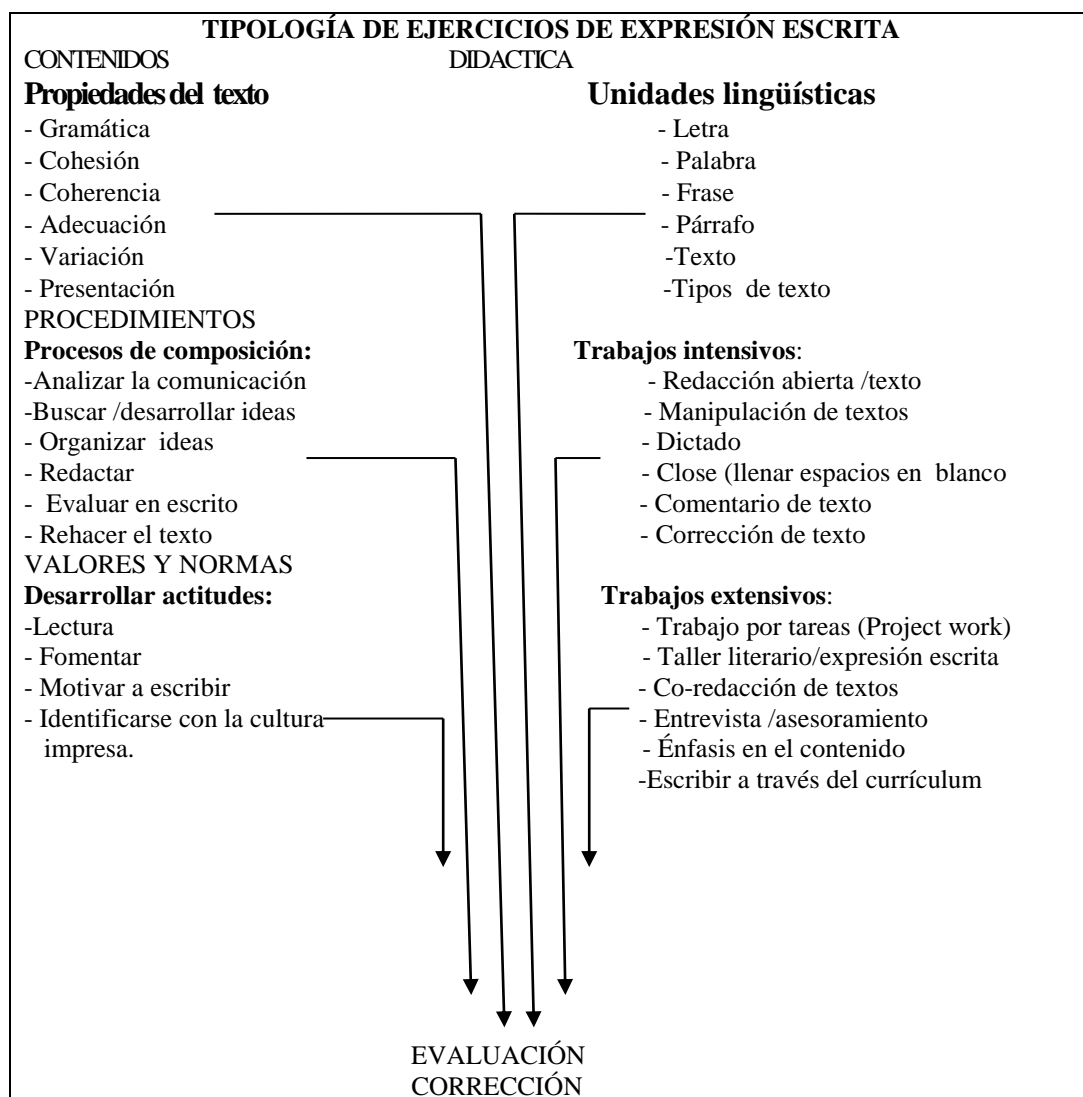 TIPOLOGÍA DE EJERCICIOS DE EXPRESIÓN ESCRITA
CONTENIDOS DIDACTICA
Propiedades del texto Unidades lingüísticas
- Gramática - Letra
- Cohesión - Palabra
- Coherencia - Frase
- Adecuación - Párrafo
- Variación -Texto
- Presentación -Tipos de texto
PROCEDIMIENTOS
Procesos de composición: Trabajos intensivos:
-Analizar la comunicación - Redacción abierta /texto
-Buscar /desarrollar ideas - Manipulación de textos
- Organizar ideas - Dictado
- Redactar - Close (llenar espacios en blanco
- Evaluar en escrito - Comentario de texto
- Rehacer el texto - Corrección de texto
VALORES Y NORMAS
Desarrollar actitudes: Trabajos extensivos:
-Lectura - Trabajo por tareas (Project work)
- Fomentar - Taller literario/expresión escrita
- Motivar a escribir - Co-redacción de textos
- Identificarse con la cultura - Entrevista /asesoramiento
impresa. - Énfasis en el contenido
-Escribir a través del currículum
EVALUACIÓN
CORRECCIÓN